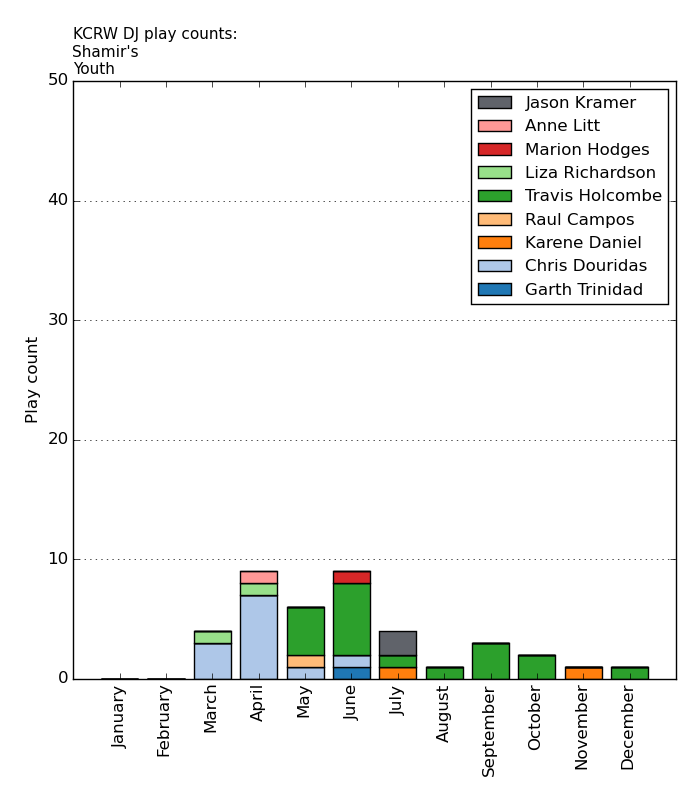 KCRW DJ play counts:
Shamir's
Youth
50
40
30
20
10
0
Play count
Jason Kramer
Anne Litt
Marion Hodges
Liza Richardson
Travis Holcombe
Raul Campos
Karene Daniel
Chris Douridas
Garth Trinidad
January
February
March
April
May
June
July
August
September
October
November
December